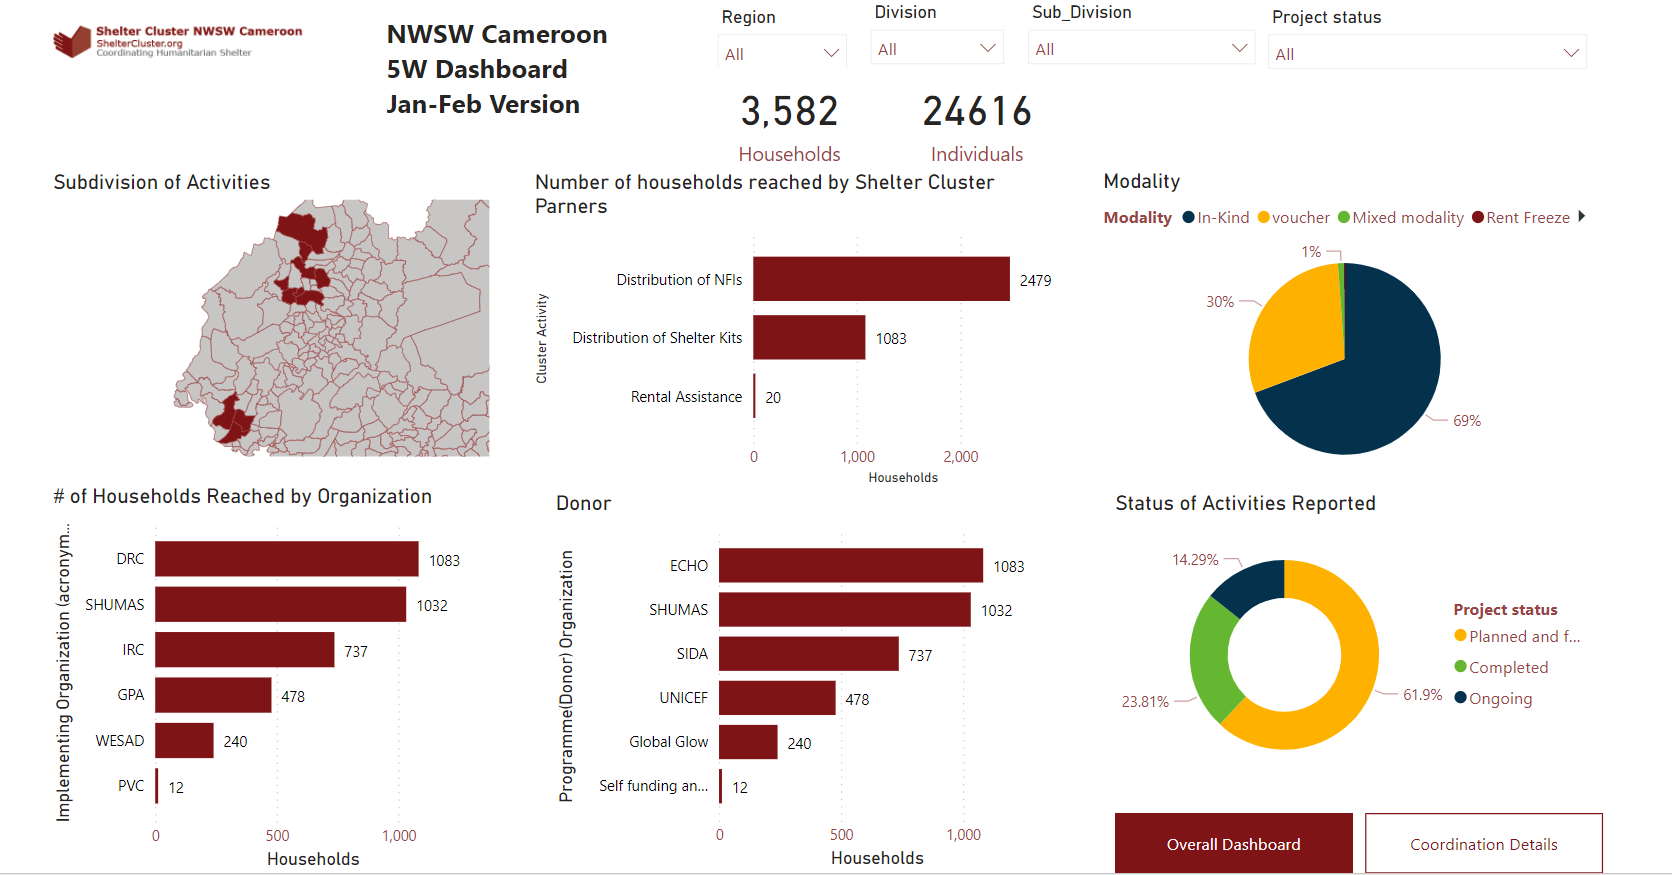 Shelter Cluster NWSW Cameroon
ShelterCluster.org
Coordinating Humanitarian Shelter
NWSW Cameroon
5W Dashboard
Jan-Feb Version
Region
All
Division
All
Sub_Division
All
Project status
All
3,582
Households
24616
Individuals
Subdivision of Activities
Number of households reached by Shelter Cluster
Parners
Cluster Activity
Distribution of NFIs
2479
Distribution of Shelter Kits
1083
Rental Assistance
20
0
1,000
2,000
Households
Modality
Modality
In-Kind
voucher
Mixed modality
Rent Freeze
1%
30%
69%
# of Households Reached by Organization
Implementing Organization (acronym...
DRC
1083
SHUMAS
1032
IRC
737
GPA
478
WESAD
240
PVC
12
0
500
1,000
Households
Donor
Programme(Donor) Organization
ECHO
1083
SHUMAS
1032
SIDA
737
UNICEF
478
Global Glow
240
Self funding an...
12
0
500
1,000
Households
Status of Activities Reported
14.29%
23.81%
61.9%
Project status
Planned and f...
Completed
Ongoing
Overall Dashboard
Coordination Details